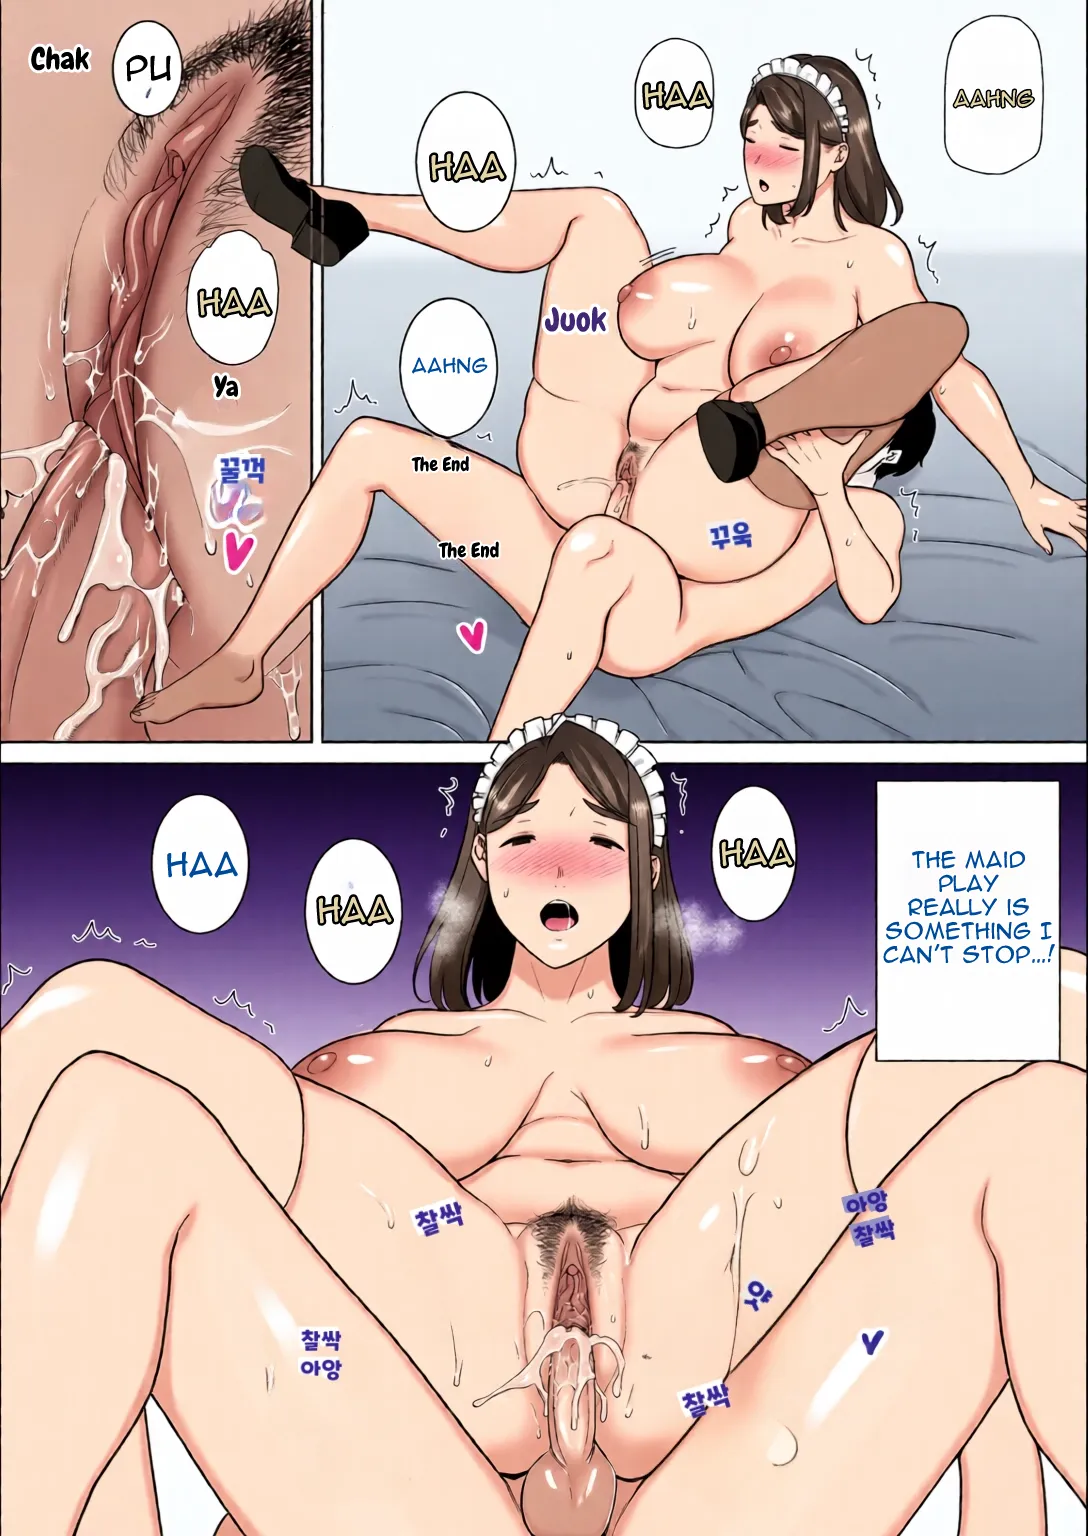 Chak
PU
HAA
AAHNG
HAA
HAA
Juok
AAHNG
Ya
The End
꿀꺽
꾸욱
The End
HAA
HAA
HAA
THE MAID
PLAY
REALLY IS
SOMETHING I
CAN'T STOP...!
찰싹
아앙
찰싹
앗
찰싹
아앙
찰싹